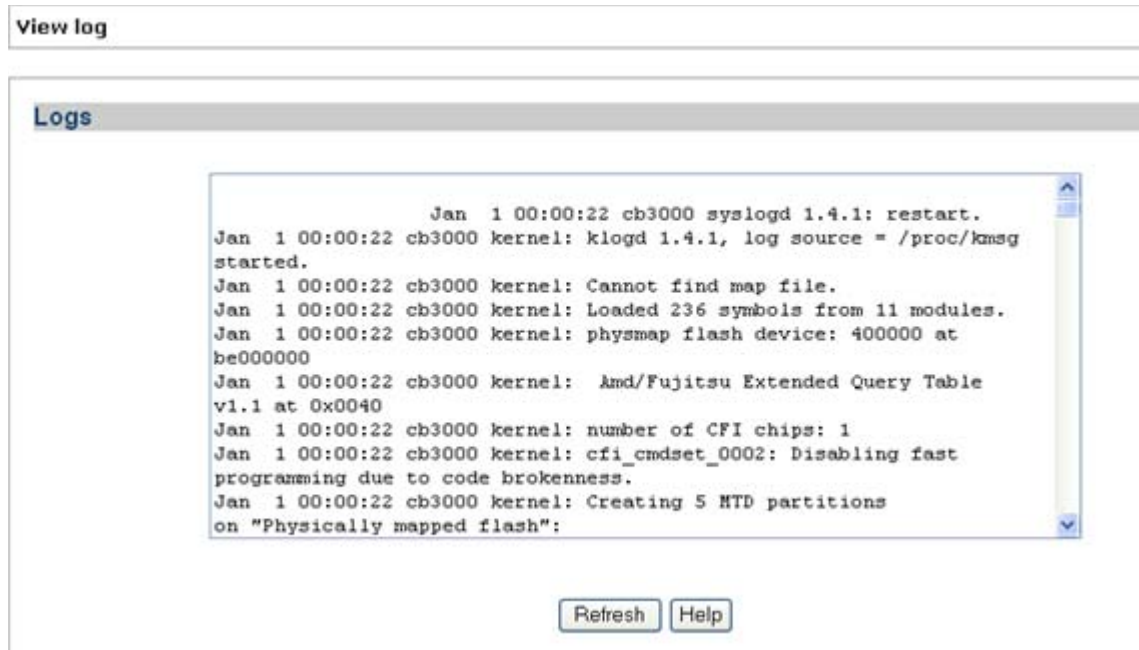 View log
Logs
Jan  1 00:00:22 cb3000 syslogd 1.4.1: restart.
Jan  1 00:00:22 cb3000 kernel: klogd 1.4.1, log source = /proc/kmsg
started.
Jan  1 00:00:22 cb3000 kernel: Cannot find map file.
Jan  1 00:00:22 cb3000 kernel: Loaded 236 symbols from 11 modules.
Jan  1 00:00:22 cb3000 kernel: physmap flash device: 400000 at
be000000
Jan  1 00:00:22 cb3000 kernel:  Amd/Fujitsu Extended Query Table
v1.1 at 0x0040
Jan  1 00:00:22 cb3000 kernel: number of CFI chips: 1
Jan  1 00:00:22 cb3000 kernel: cfi_cmdset_0002: Disabling fast
programming due to code brokenness.
Jan  1 00:00:22 cb3000 kernel: Creating 5 MTD partitions
on "Physically mapped flash":
Refresh Help